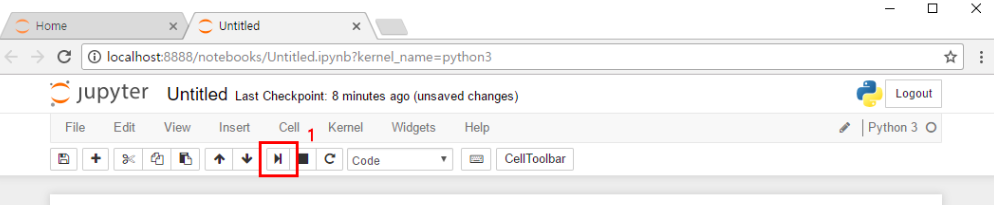 Home
Untitled
localhost:8888/notebooks/Untitled.ipynb?kernel_name=python3
jupyter Untitled Last Checkpoint: 8 minutes ago (unsaved changes) Logout
File Edit View Insert Cell Kernel Widgets Help Python 3
1
Code CellToolbar